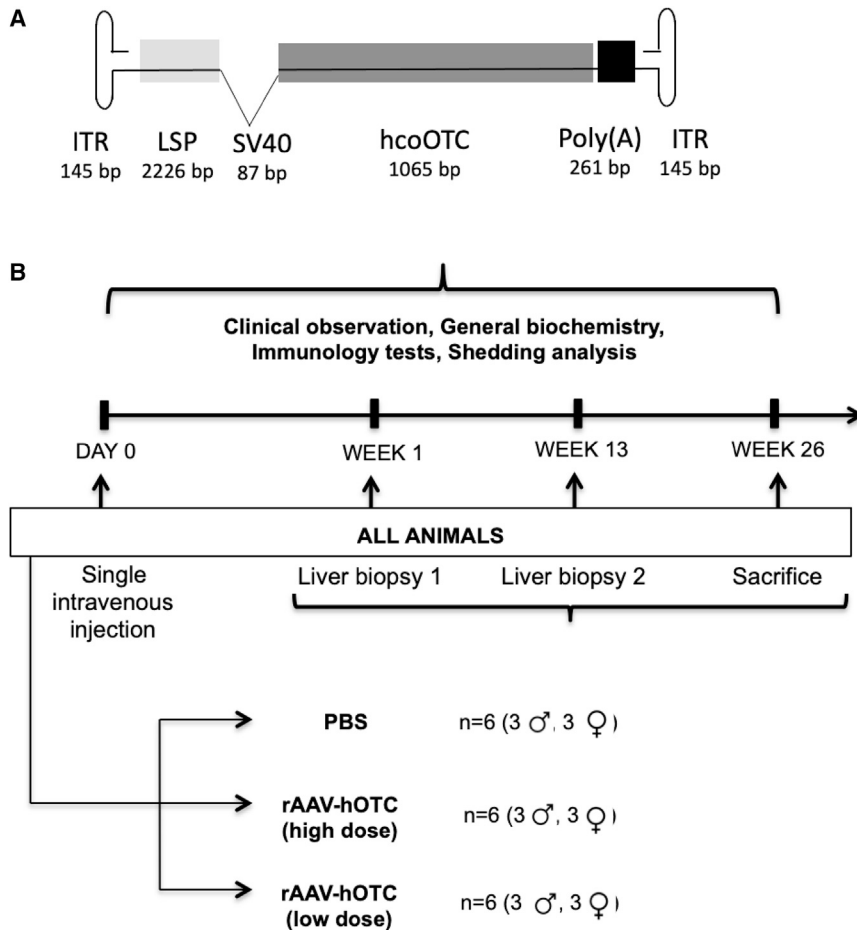 A
ITR LSP SV40 hcoOTC Poly(A) ITR
145 bp 2226 bp 87 bp 1065 bp 261 bp 145 bp
B
Clinical observation, General biochemistry,
Immunology tests, Shedding analysis
DAY 0 WEEK 1 WEEK 13 WEEK 26
ALL ANIMALS
Single
intravenous
injection
Liver biopsy 1 Liver biopsy 2 Sacrifice
PBS n=6 (3 ♂, 3 ♀)
rAAV-hOTC
(high dose)
n=6 (3 ♂, 3 ♀)
rAAV-hOTC
(low dose)
n=6 (3 ♂, 3 ♀)